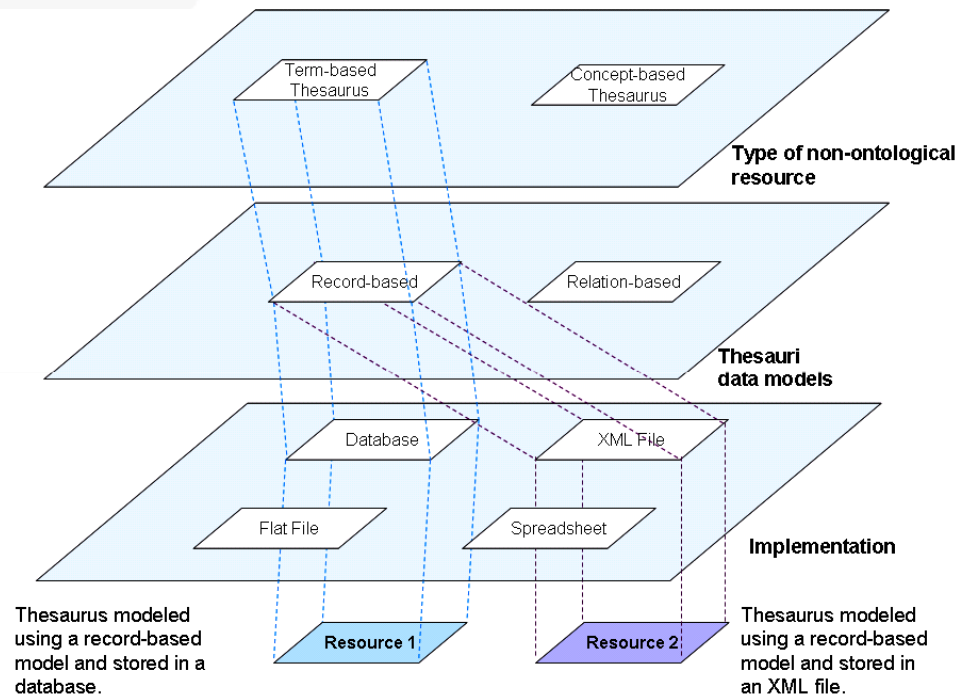 Term-based
Thesaurus
Concept-based
Thesaurus
Type of non-ontological
resource
Record-based
Relation-based
Thesauri
data models
Database
XML File
Flat File
Spreadsheet
Implementation
Thesaurus modeled
using a record-based
model and stored in a
database.
Resource 1
Resource 2
Thesaurus modeled
using a record-based
model and stored in
an XML file.